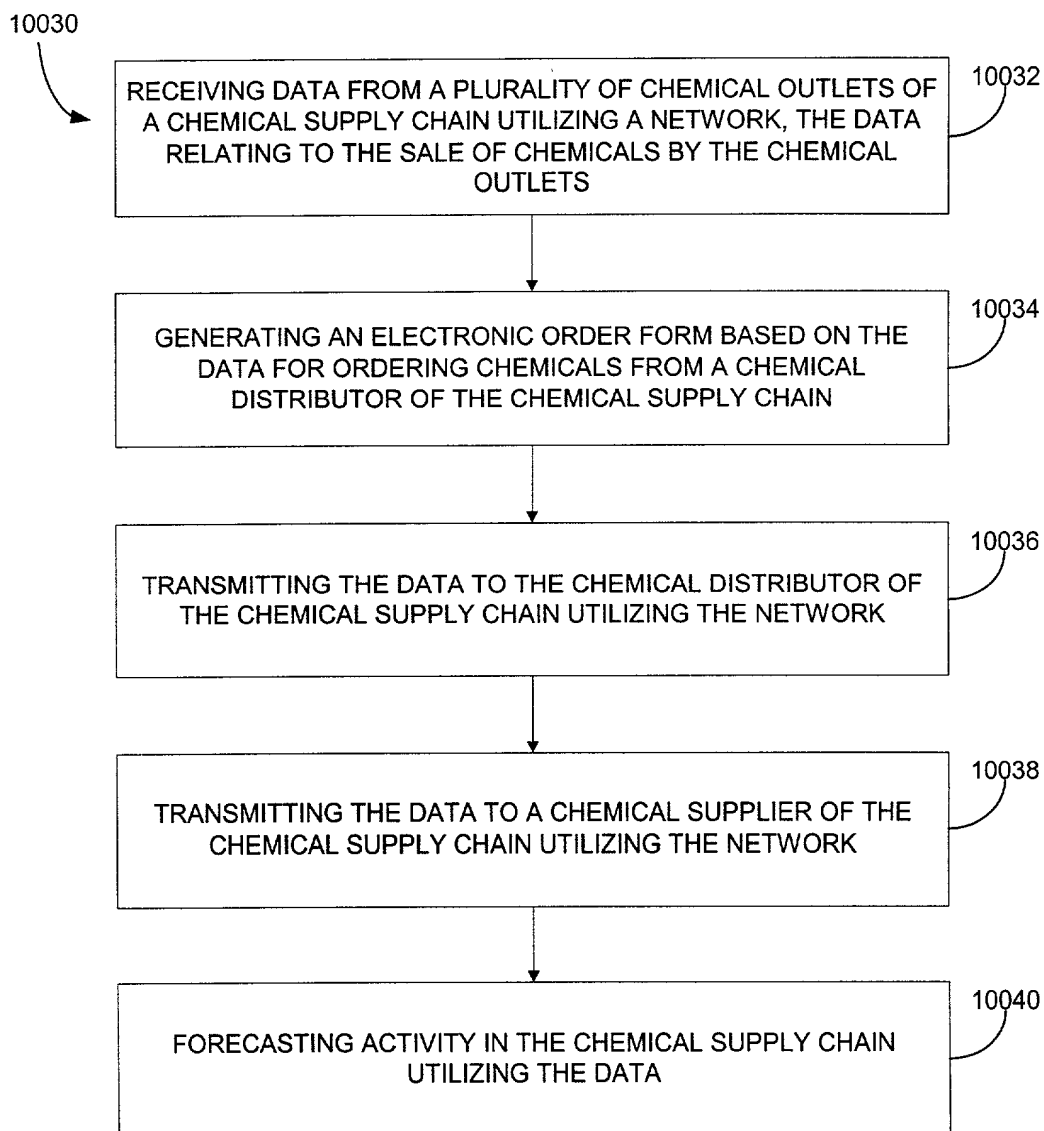 10030
10032
RECEIVING DATA FROM A PLURALITY OF CHEMICAL OUTLETS OF
A CHEMICAL SUPPLY CHAIN UTILIZING A NETWORK, THE DATA
RELATING TO THE SALE OF CHEMICALS BY THE CHEMICAL
OUTLETS
10034
GENERATING AN ELECTRONIC ORDER FORM BASED ON THE
DATA FOR ORDERING CHEMICALS FROM A CHEMICAL
DISTRIBUTOR OF THE CHEMICAL SUPPLY CHAIN
10036
TRANSMITTING THE DATA TO THE CHEMICAL DISTRIBUTOR OF
THE CHEMICAL SUPPLY CHAIN UTILIZING THE NETWORK
10038
TRANSMITTING THE DATA TO A CHEMICAL SUPPLIER OF THE
CHEMICAL SUPPLY CHAIN UTILIZING THE NETWORK
10040
FORECASTING ACTIVITY IN THE CHEMICAL SUPPLY CHAIN
UTILIZING THE DATA